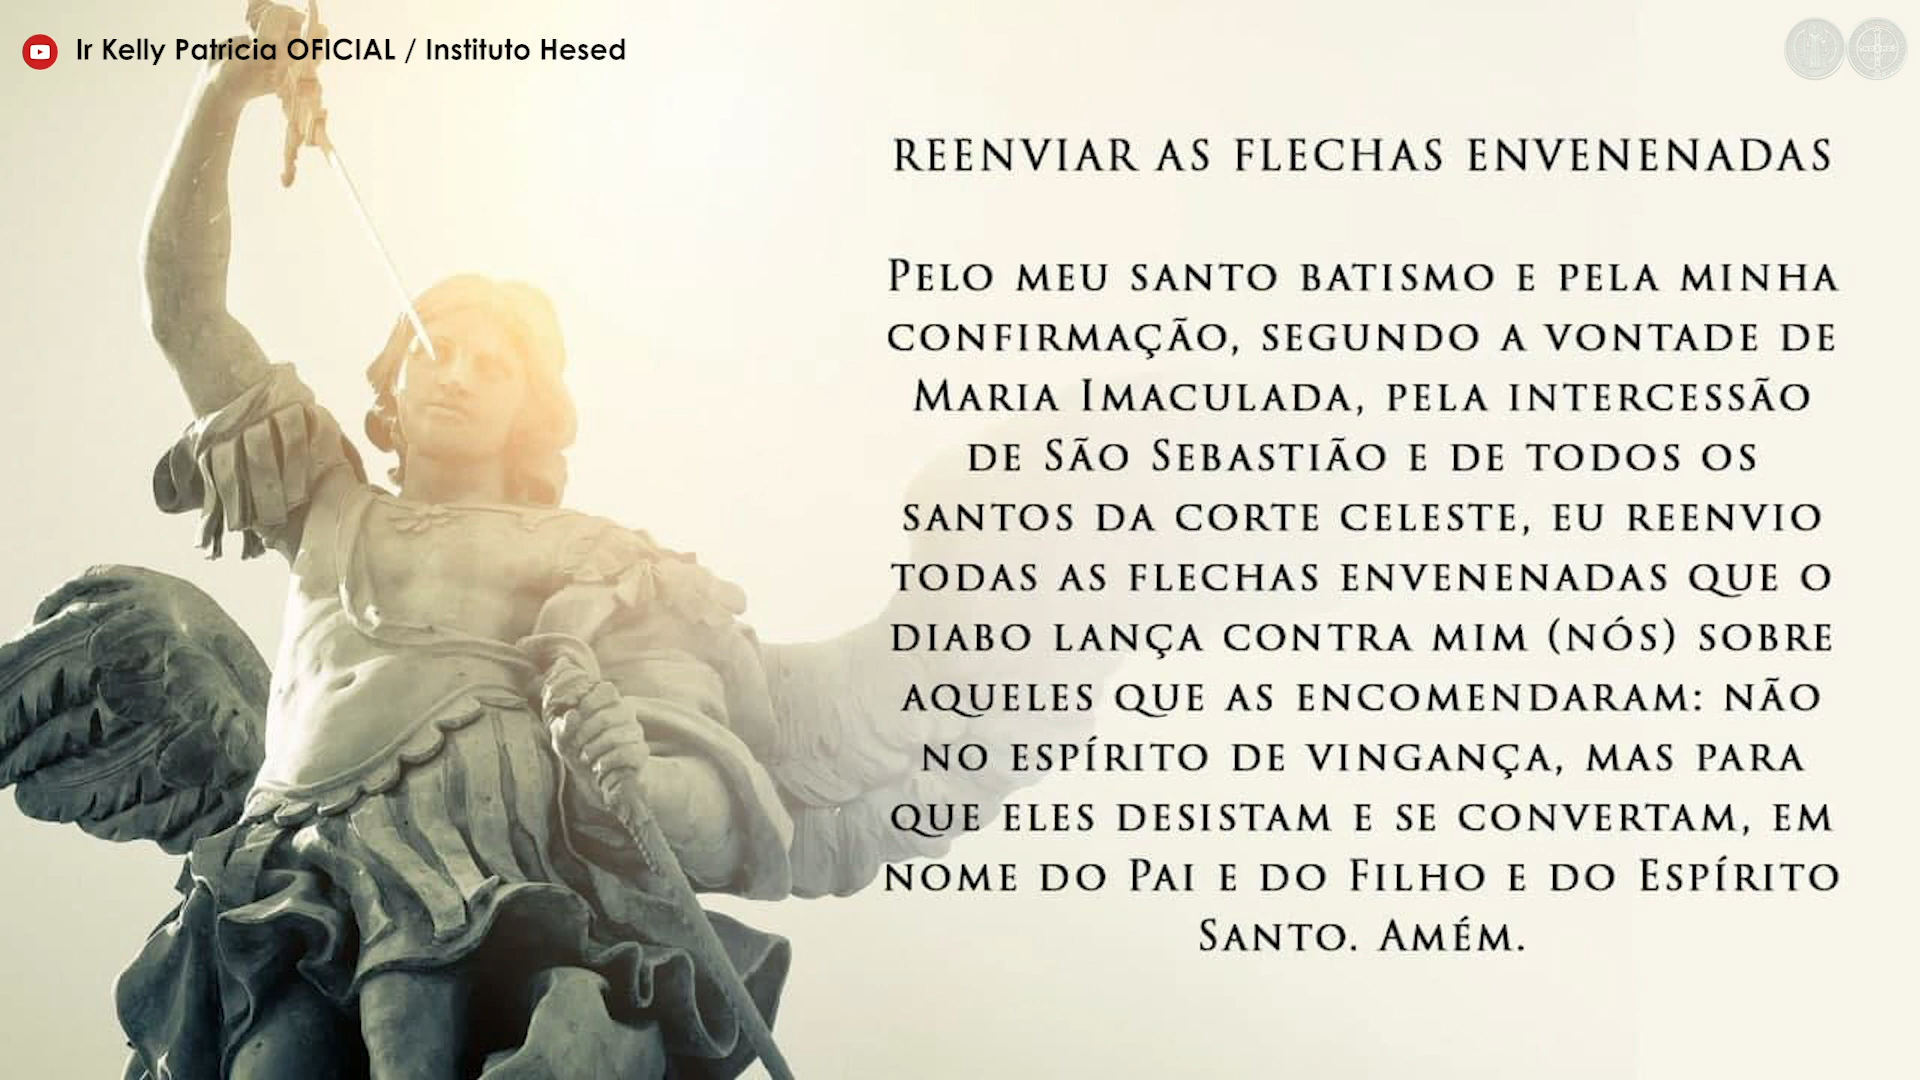 Ir Kelly Patricia OFICIAL / Instituto Hesed
REENVIAR AS FLECHAS ENVENENADAS
PELO MEU SANTO BATISMO E PELA MINHA
CONFIRMAÇÃO, SEGUNDO A VONTADE DE
MARIA IMACULADA, PELA INTERCESSÃO
DE SÃO SEBASTIÃO E DE TODOS OS
SANTOS DA CORTE CELESTE, EU REENVIO
TODAS AS FLECHAS ENVENENADAS QUE O
DIABO LANÇA CONTRA MIM (NÓS) SOBRE
AQUELES QUE AS ENCOMENDARAM: NÃO
NO ESPÍRITO DE VINGANÇA, MAS PARA
QUE ELES DESISTAM E SE CONVERTAM, EM
NOME DO PAI E DO FILHO E DO ESPÍRITO
SANTO. AMÉM.